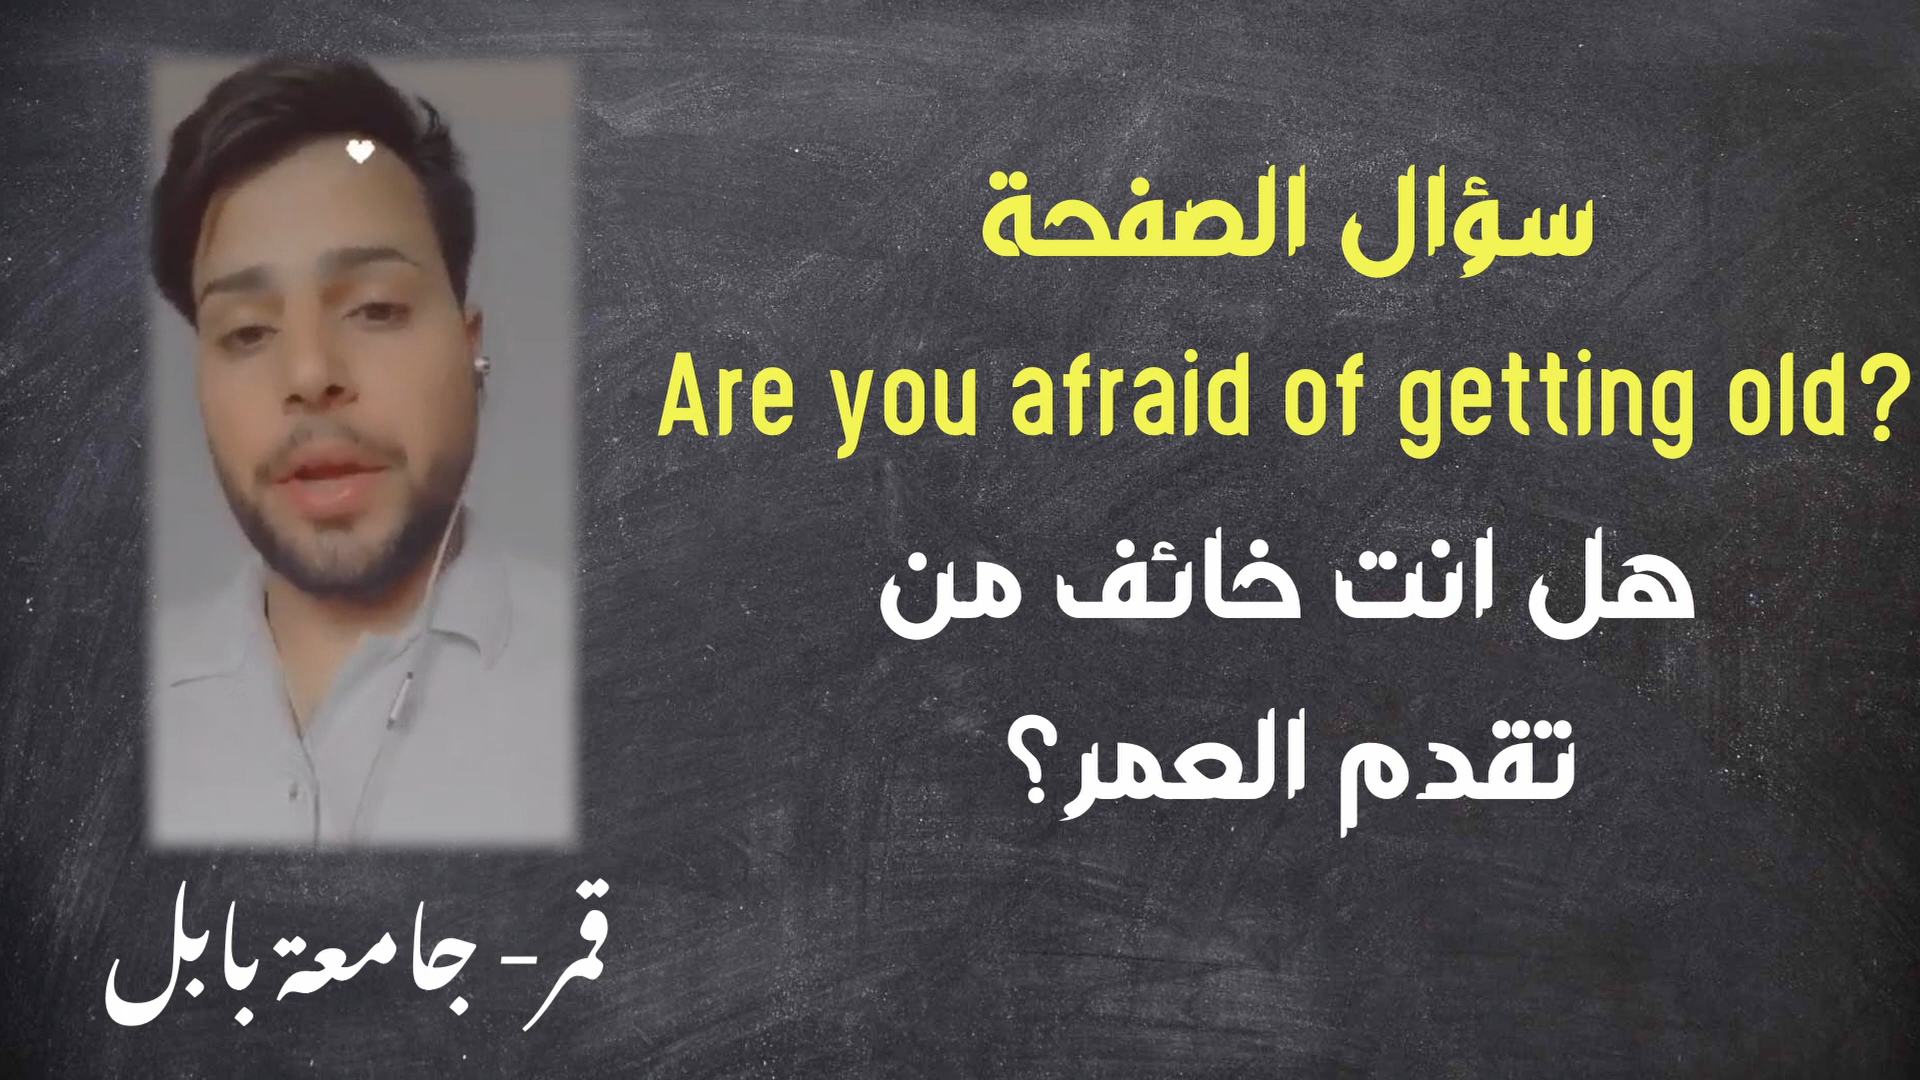 سؤال الصفحة
Are you afraid of getting old?
هل انت خائف من
تقدم العمر؟
قمر - جامعة بابل